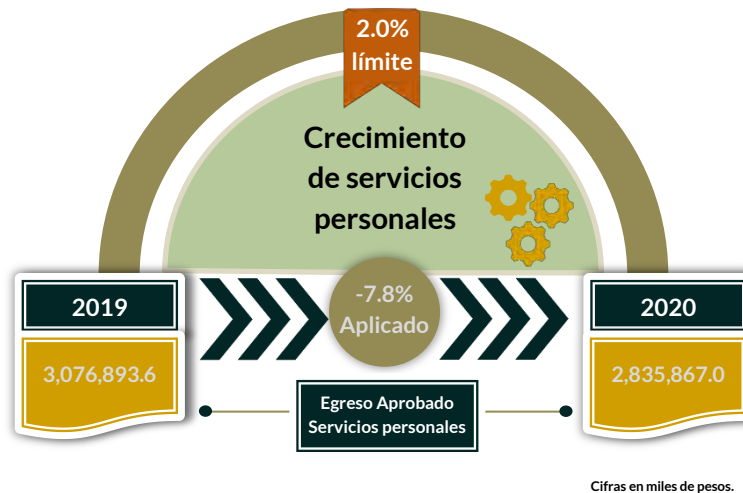 2.0%
límite
Crecimiento
de servicios
personales
2019
-7.8%
Aplicado
2020
3,076,893.6
2,835,867.0
Egreso Aprobado
Servicios personales
Cifras en miles de pesos.